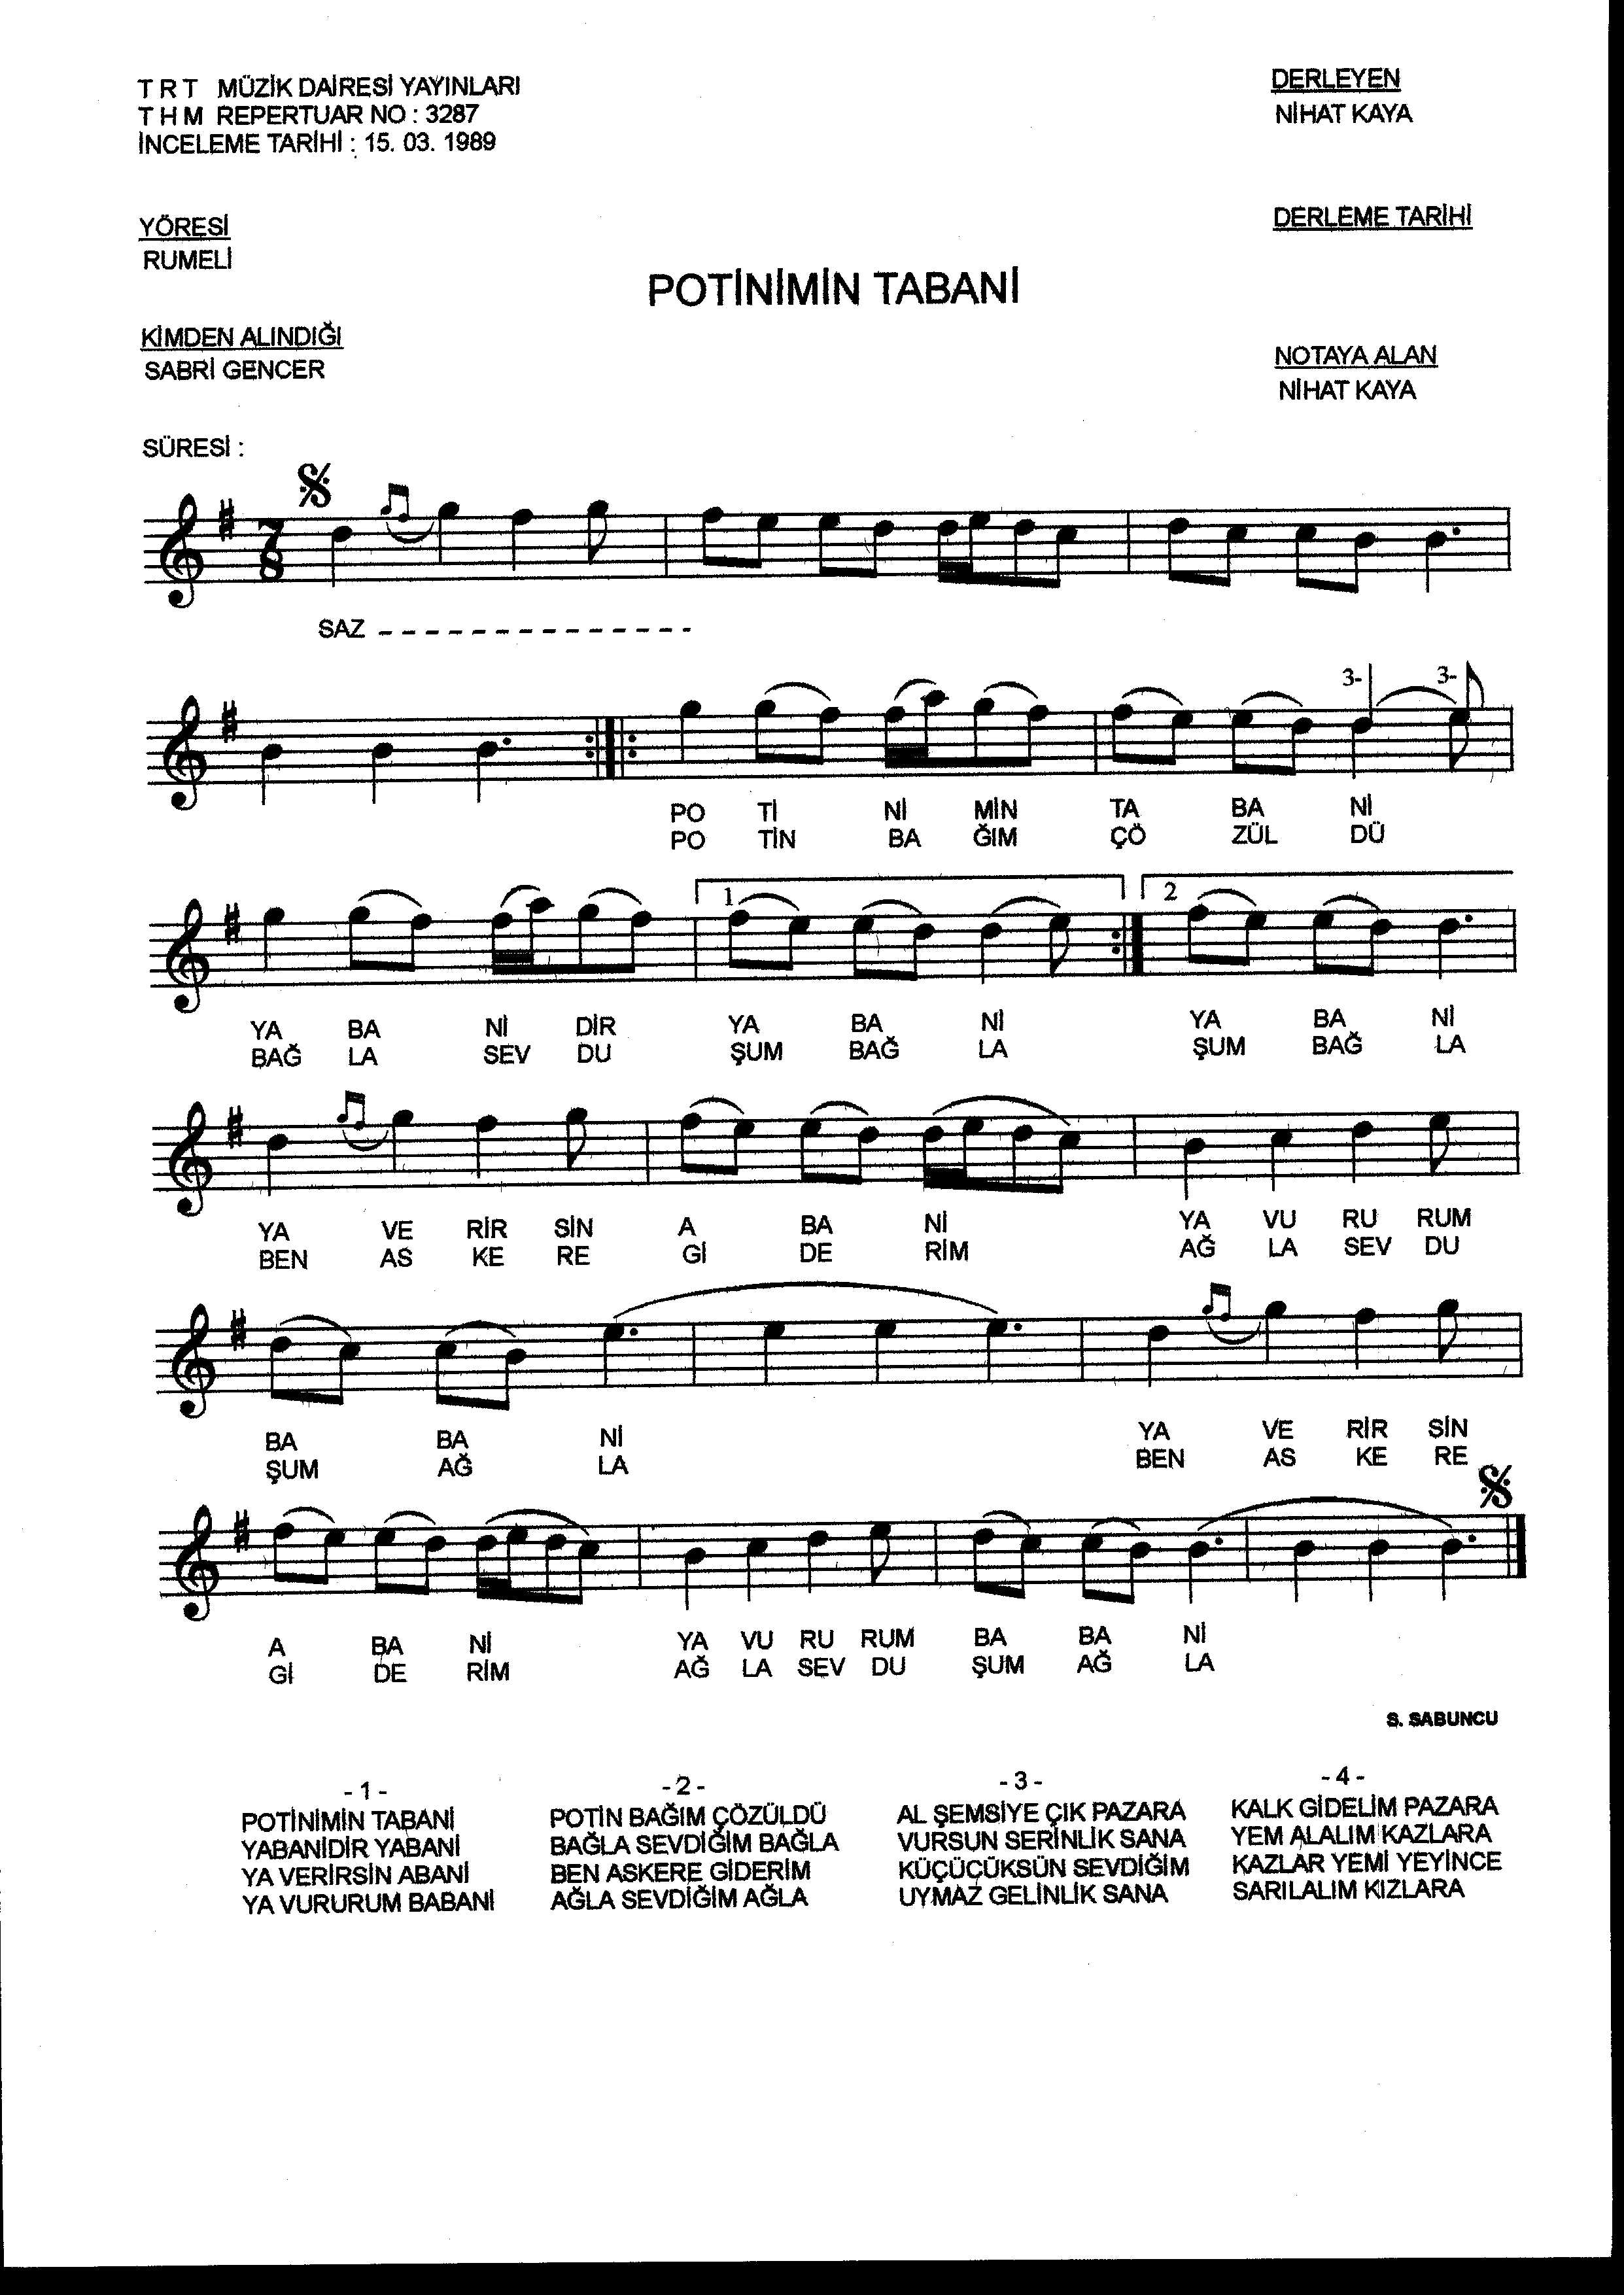 T R T MÜZİK DAİRESİ YAYINLARI
T H M REPERTUAR NO : 3287
İNCELEME TARİHİ : 15. 03. 1989
DERLEYEN
NİHAT KAYA
YÖRESİ
RUMELİ
DERLEME TARİHİ
POTİNİMİN TABANİ
KİMDEN ALINDIĞI
SABRİ GENCER
NOTAYA ALAN
NİHAT KAYA
SÜRESİ :
7
8
SAZ – – – – – – – – – – – – – –
3- 3-
PO Tİ Nİ MİN TA BA Nİ
PO TİN BA ĞIM ÇÖ ZÜL DÜ
1 2
YA BA Nİ DİR YA BA Nİ YA BA Nİ
BAĞ LA SEV DU ŞUM BAĞ LA ŞUM BAĞ LA
YA VE RİR SİN A BA Nİ YA VU RU RUM
BEN AS KE RE Gİ DE RİM AĞ LA SEV DU
BA BA Nİ YA VE RİR SİN
ŞUM AĞ LA BEN AS KE RE
A BA Nİ YA VU RU RUM BA BA Nİ
Gİ DE RİM AĞ LA SEV DU ŞUM AĞ LA
S. SABUNCU
- 1 -
POTİNİMİN TABANİ
YABANİDİR YABANİ
YA VERİRSİN ABANİ
YA VURURUM BABANİ
- 2 -
POTİN BAĞIM ÇÖZÜLDÜ
BAĞLA SEVDİĞİM BAĞLA
BEN ASKERE GİDERİM
AĞLA SEVDİĞİM AĞLA
- 3 -
AL ŞEMSİYE ÇIK PAZARA
VURSUN SERİNLİK SANA
KÜÇÜCÜKSÜN SEVDİĞİM
UYMAZ GELİNLİK SANA
- 4 -
KALK GİDELİM PAZARA
YEM ALALIM KAZLARA
KAZLAR YEMİ YEYİNCE
SARILALIM KIZLARA